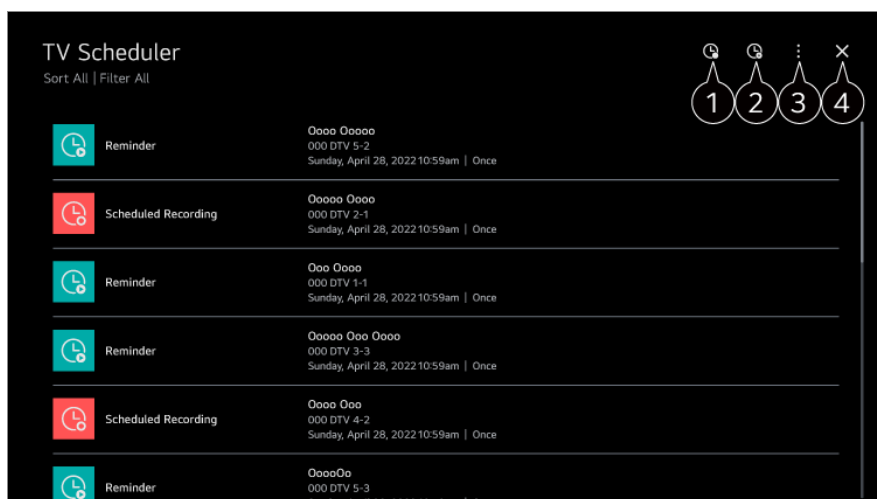 TV Scheduler
Sort All | Filter All
1 2 3 4
Reminder
Oooo Ooooo
000 DTV 5-2
Sunday, April 28, 2022 10:59am | Once
Scheduled Recording
Ooooo Oooo
000 DTV 2-1
Sunday, April 28, 2022 10:59am | Once
Reminder
Ooo Oooo
000 DTV 1-1
Sunday, April 28, 2022 10:59am | Once
Reminder
Ooooo Ooo Oooo
000 DTV 3-3
Sunday, April 28, 2022 10:59am | Once
Scheduled Recording
Oooo Ooo
000 DTV 4-2
Sunday, April 28, 2022 10:59am | Once
Reminder
OoooOo
000 DTV 5-3